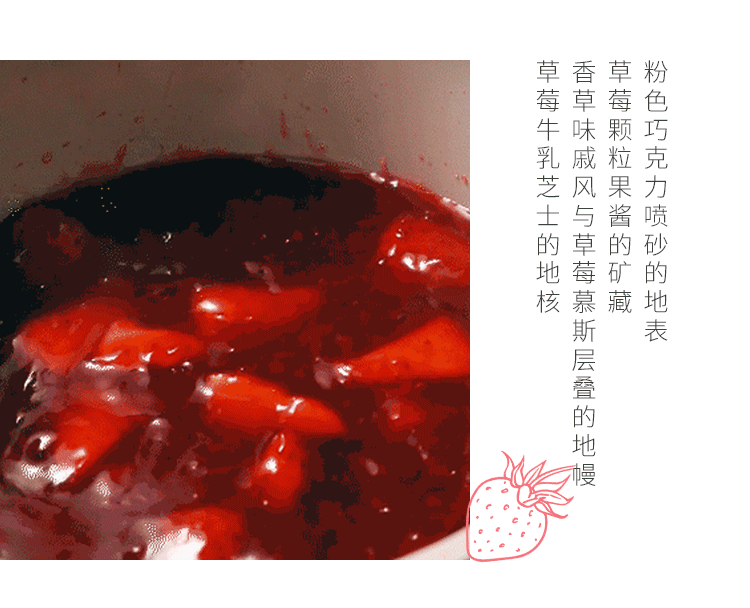 粉色巧克力喷砂的地表
草莓颗粒果酱的矿藏
香草味戚风与草莓慕斯层叠的地幔
草莓牛乳芝士的地核